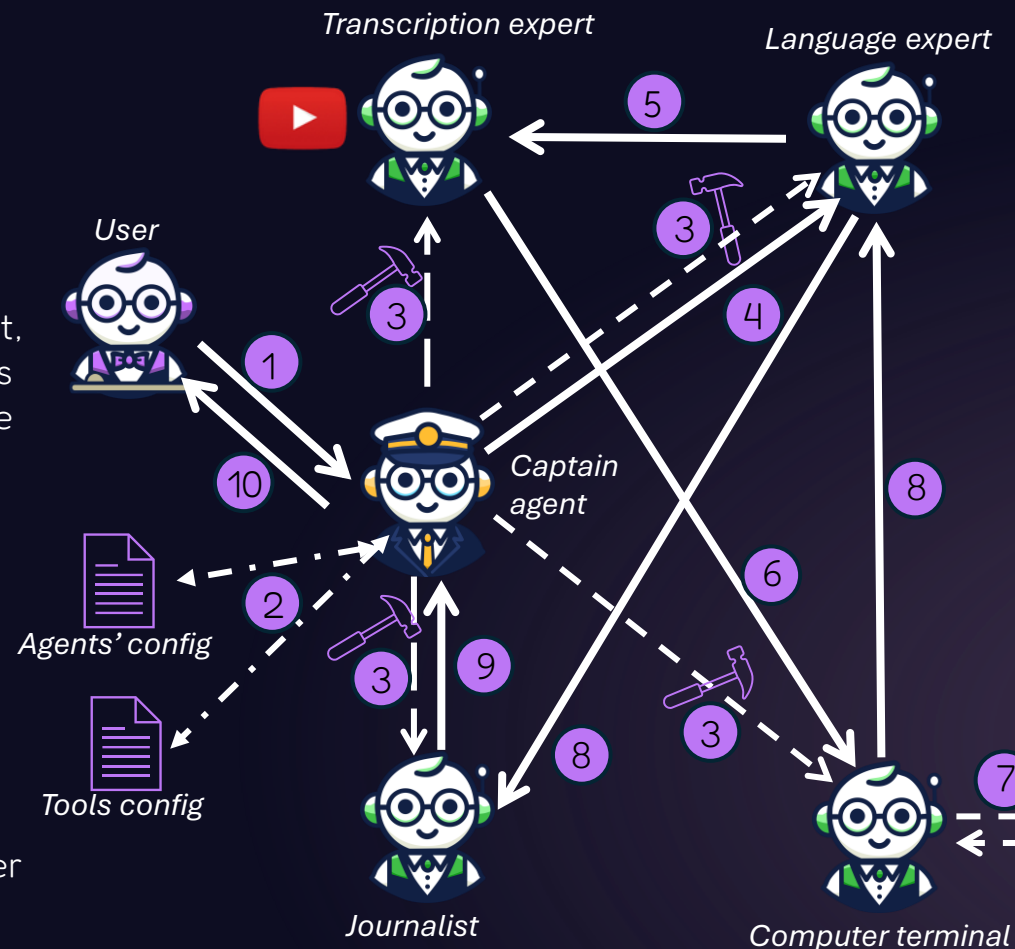 Transcription expert
Language expert
5
3
User
3
4
t,
1
s
e
Captain
agent
10
8
6
2
Agents’ config
9
3
3
8
7
Tools config
er
Journalist
Computer terminal